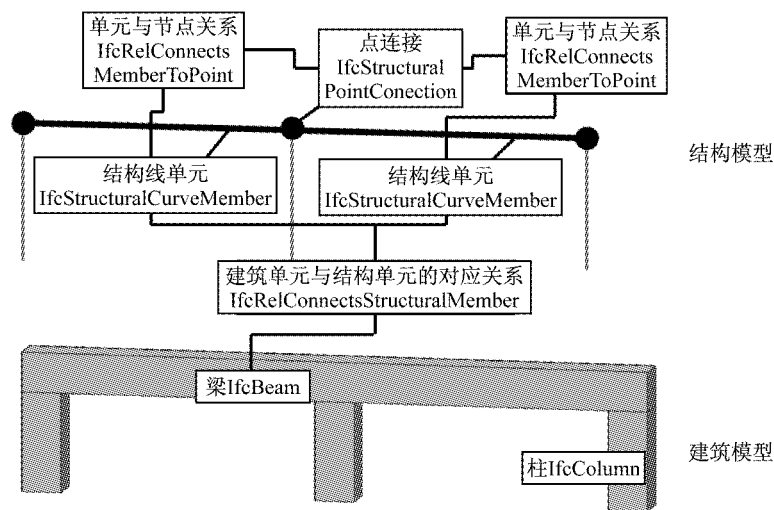 单元与节点关系
IfcRelConnects
MemberToPoint
点连接
IfcStructural
PointConection
单元与节点关系
IfcRelConnects
MemberToPoint
结构模型
结构线单元
IfcStructuralCurveMember
结构线单元
IfcStructuralCurveMember
建筑单元与结构单元的对应关系
IfcRelConnectsStructuralMember
梁IfcBeam
柱IfcColumn
建筑模型